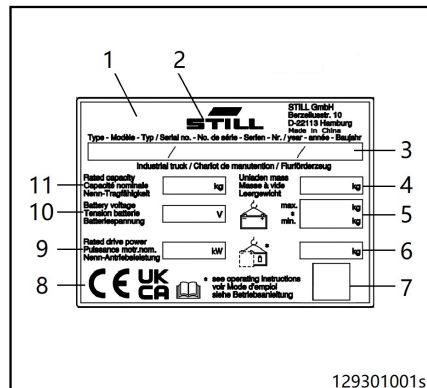 1
2
STILL
STILL GmbH
Berzeliusstr. 10
D-22113 Hamburg
Made in China
Type - Modèle - Typ / Serial no. - No. de série - Serien - Nr. / year - année - Baujahr
/ /
3
Industrial truck / Chariot de manutention / Flurförderzeug
11
Rated capacity
Capacité nominale
Nenn-Tragfähigkeit
kg
Unladen mass
Masse à vide
Leergewicht
kg
4
10
Battery voltage
Tension batterie
Batteriespannung
V
max.
min.
kg
kg
5
9
Rated drive power
Puissance motr.nom.
Nenn-Antriebsleistung
kW
*
kg
6
8
CE
UK
CA
* see operating instructions
voir Mode d'emploi
siehe Betriebsanleitung
7
129301001s